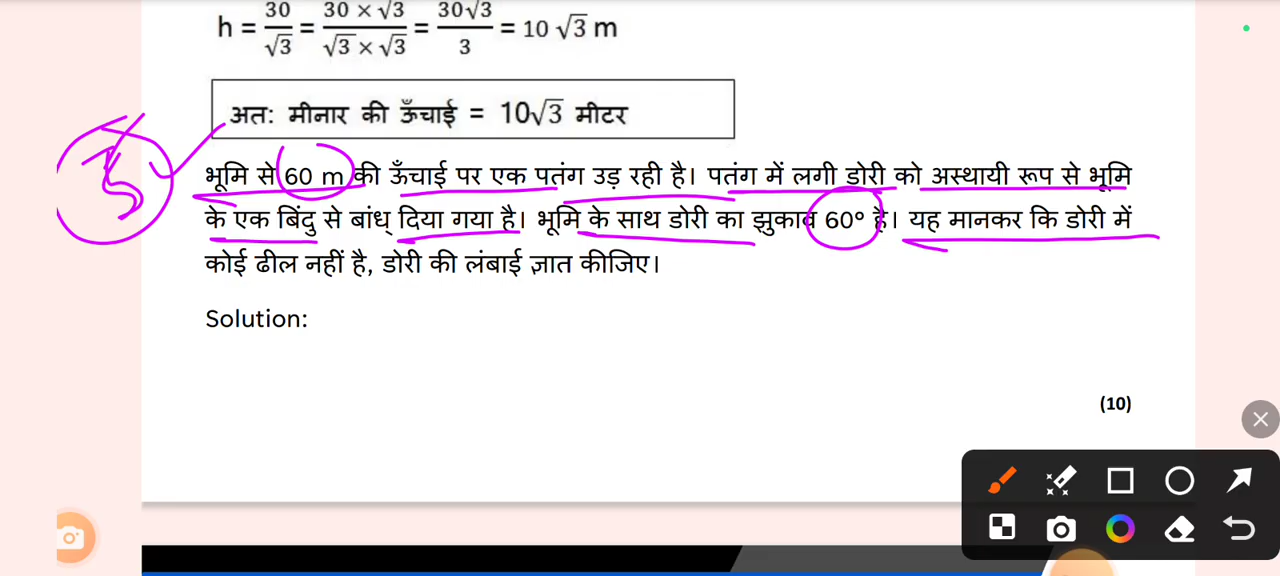 h = 30/√3 = 30 × √3/√3 × √3 = 30√3/3 = 10 √3 m
अतः मीनार की ऊँचाई = 10√3 मीटर
भूमि से 60 m की ऊँचाई पर एक पतंग उड़ रही है। पतंग में लगी डोरी को अस्थायी रूप से भूमि
के एक बिंदु से बांध् दिया गया है। भूमि के साथ डोरी का झुकाव 60° है। यह मानकर कि डोरी में
कोई ढील नहीं है, डोरी की लंबाई ज्ञात कीजिए।
Solution:
(10)